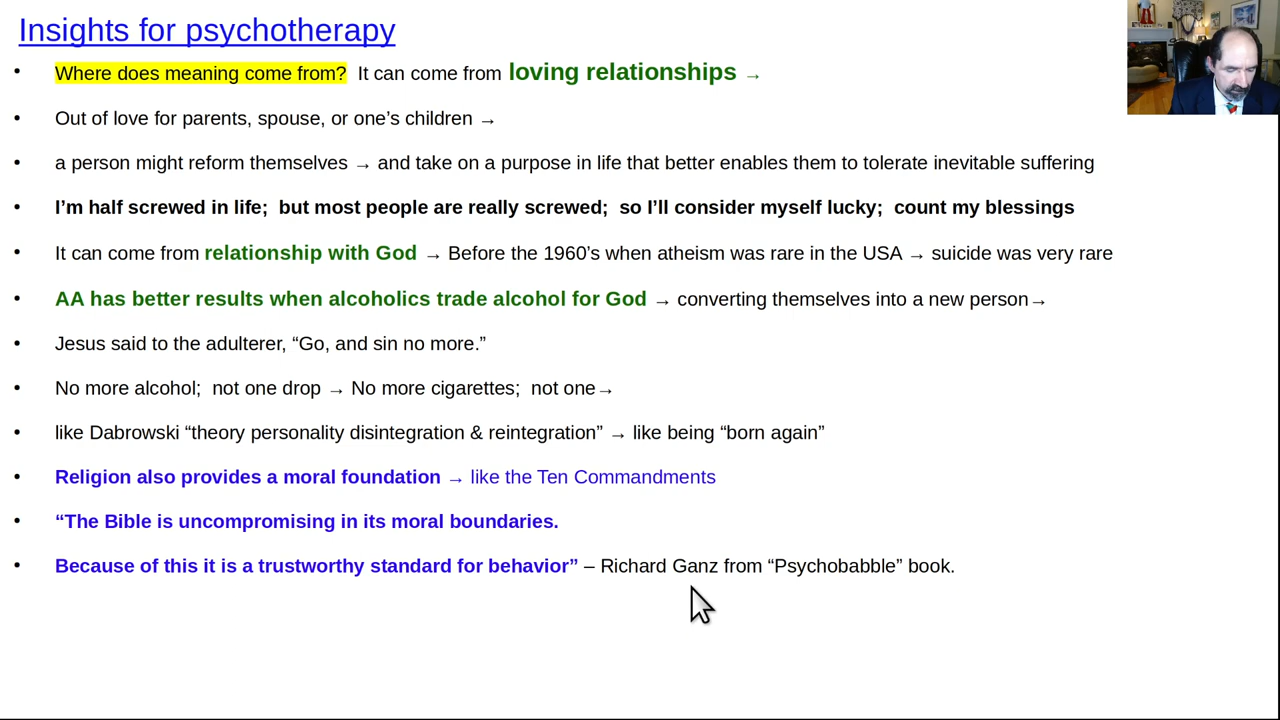 Insights for psychotherapy
• Where does meaning come from?  It can come from loving relationships →
• Out of love for parents, spouse, or one’s children →
• a person might reform themselves → and take on a purpose in life that better enables them to tolerate inevitable suffering
• I’m half screwed in life;  but most people are really screwed;  so I’ll consider myself lucky;  count my blessings
• It can come from relationship with God → Before the 1960’s when atheism was rare in the USA → suicide was very rare
• AA has better results when alcoholics trade alcohol for God → converting themselves into a new person→
• Jesus said to the adulterer, “Go, and sin no more.”
• No more alcohol;  not one drop → No more cigarettes;  not one→
• like Dabrowski “theory personality disintegration & reintegration” → like being “born again”
• Religion also provides a moral foundation → like the Ten Commandments
• “The Bible is uncompromising in its moral boundaries.
• Because of this it is a trustworthy standard for behavior” – Richard Ganz from “Psychobabble” book.